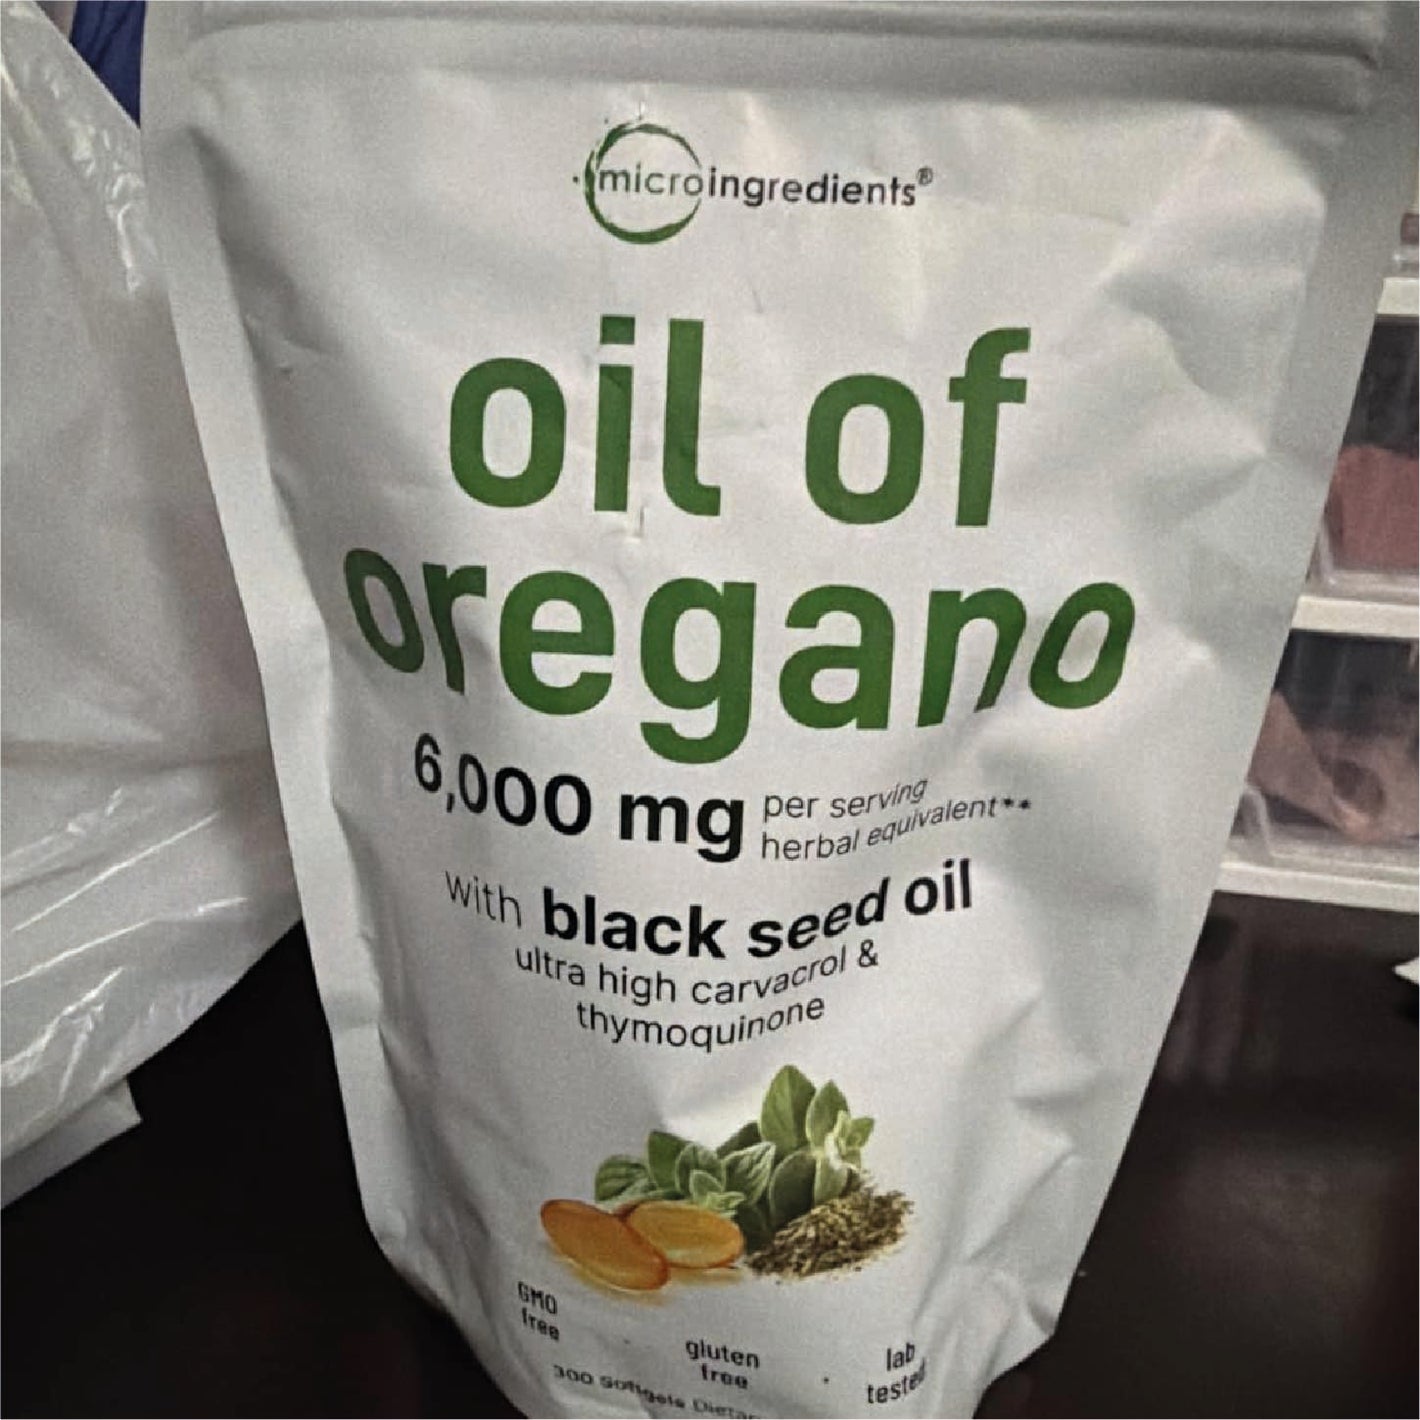 microingredients®
oil of
oregano
6,000 mg per serving
herbal equivalent**
with black seed oil
ultra high carvacrol &
thymoquinone
GMO
free
gluten
free
lab
tested
300 Softgels